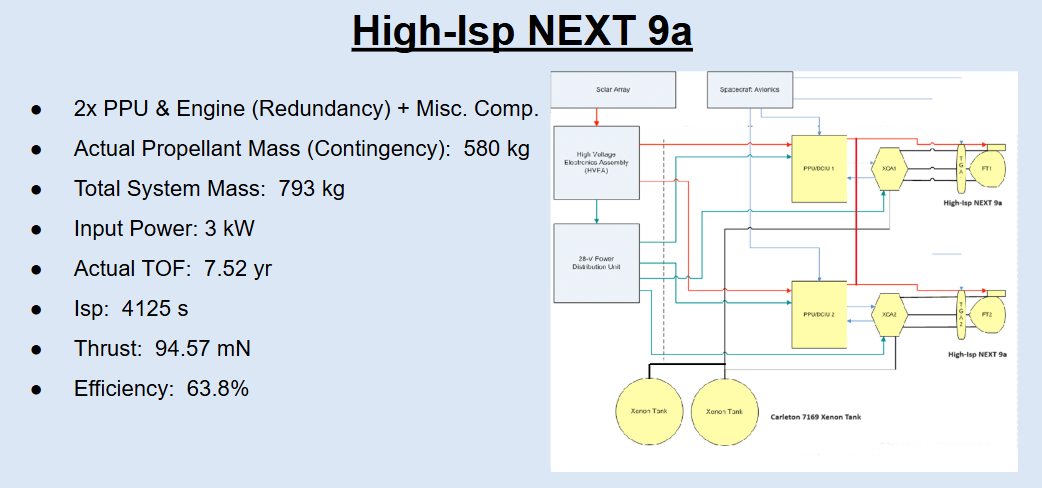 High-Isp NEXT 9a
● 2x PPU & Engine (Redundancy) + Misc. Comp.
● Actual Propellant Mass (Contingency): 580 kg
● Total System Mass: 793 kg
● Input Power: 3 kW
● Actual TOF: 7.52 yr
● Isp: 4125 s
● Thrust: 94.57 mN
● Efficiency: 63.8%
Solar Array
Spacecraft Avionics
High Voltage
Electronics Assembly
(HVEA)
PPU/DCIU 1
XCA1
TGA
FT1
High-Isp NEXT 9a
28-V Power
Distribution Unit
PPU/DCIU 2
XCA2
TGA2
FT2
High-Isp NEXT 9a
Xenon Tank
Xenon Tank
Carleton 7169 Xenon Tank